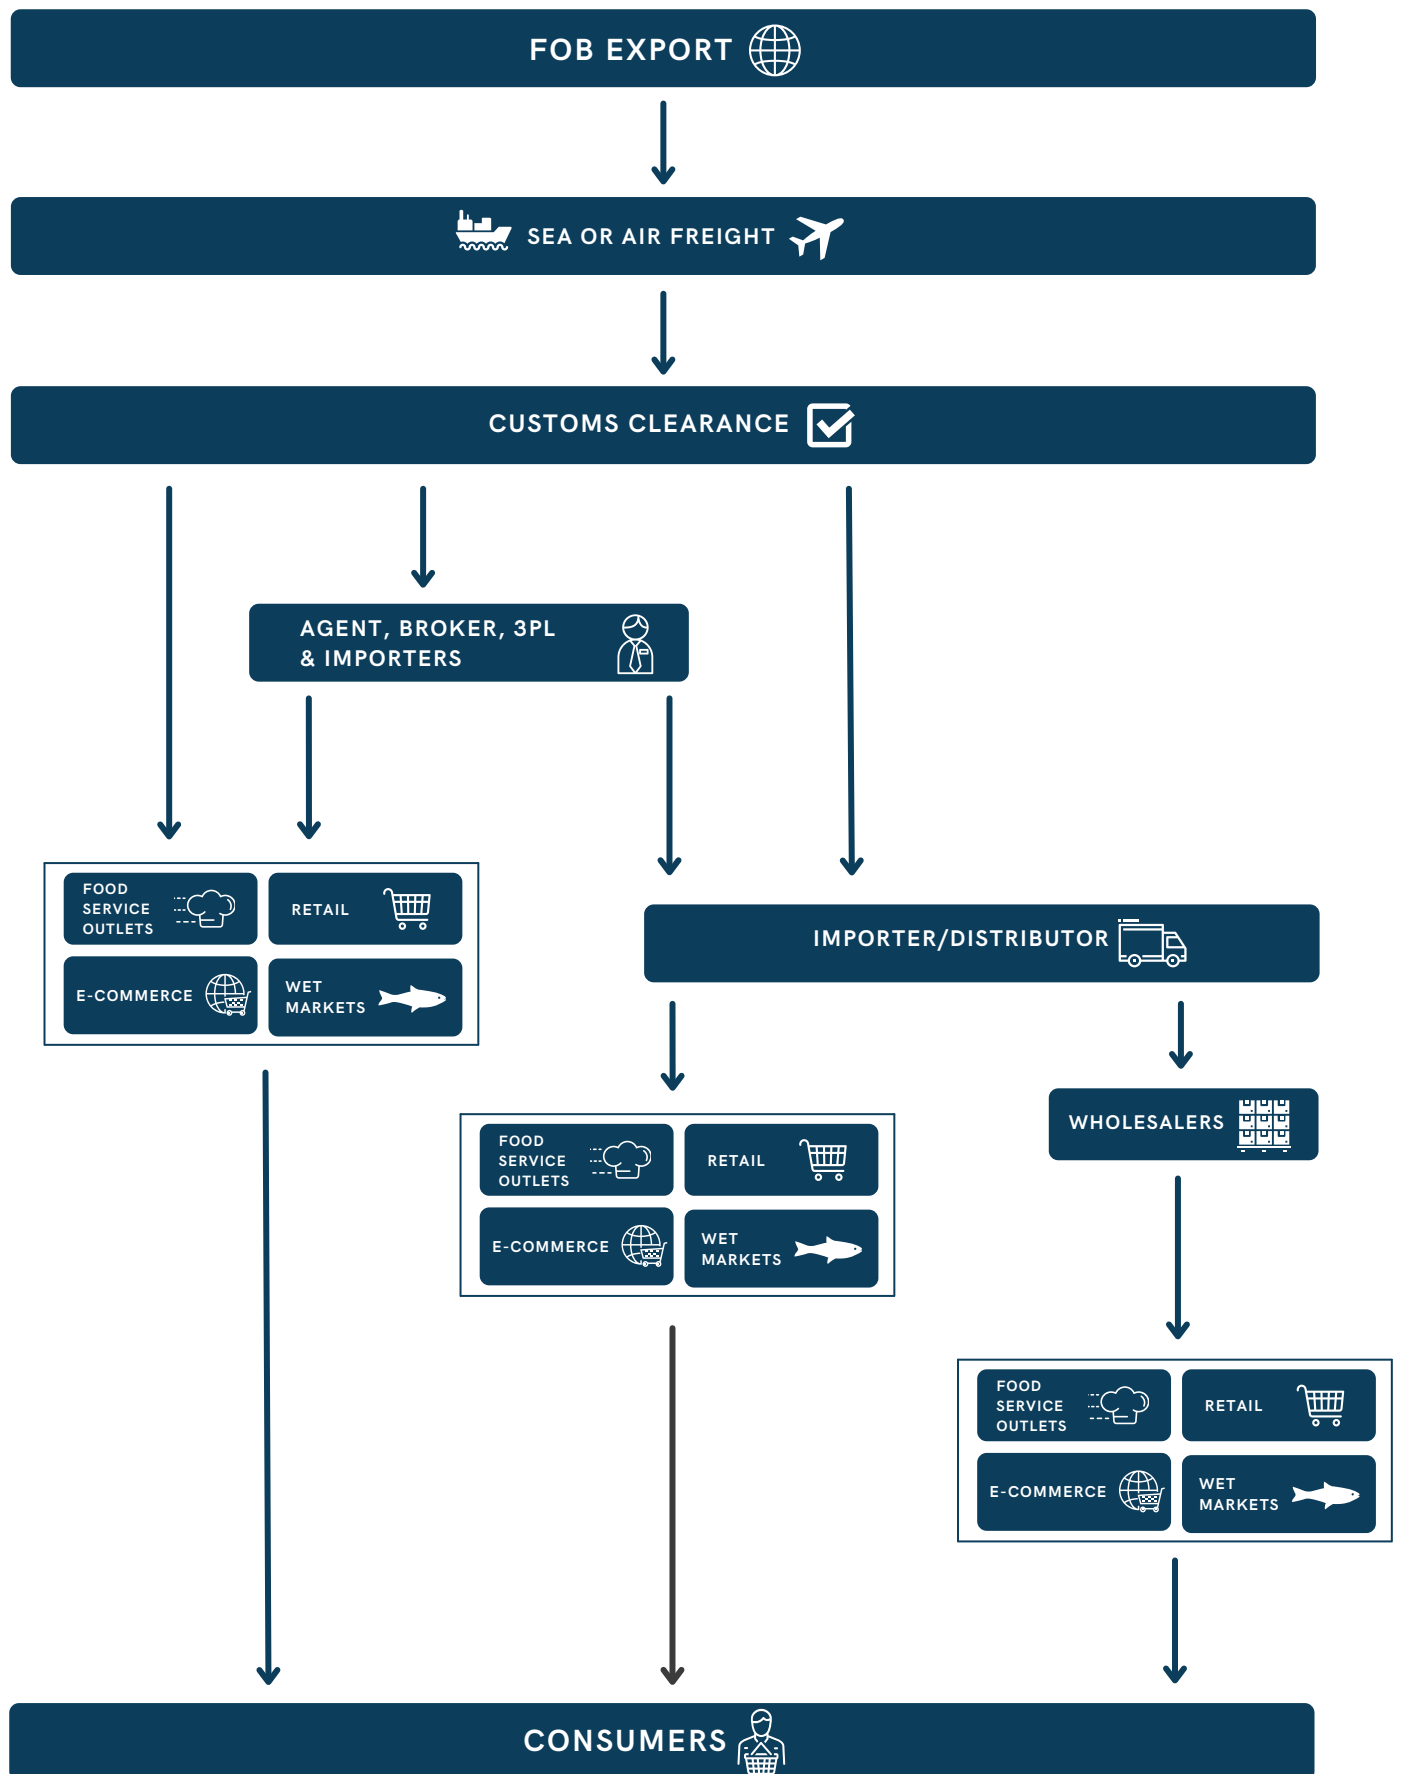 FOB EXPORT
SEA OR AIR FREIGHT
CUSTOMS CLEARANCE
AGENT, BROKER, 3PL
& IMPORTERS
FOOD
SERVICE
OUTLETS
RETAIL
E-COMMERCE
WET
MARKETS
IMPORTER/DISTRIBUTOR
WHOLESALERS
FOOD
SERVICE
OUTLETS
RETAIL
E-COMMERCE
WET
MARKETS
FOOD
SERVICE
OUTLETS
RETAIL
E-COMMERCE
WET
MARKETS
CONSUMERS